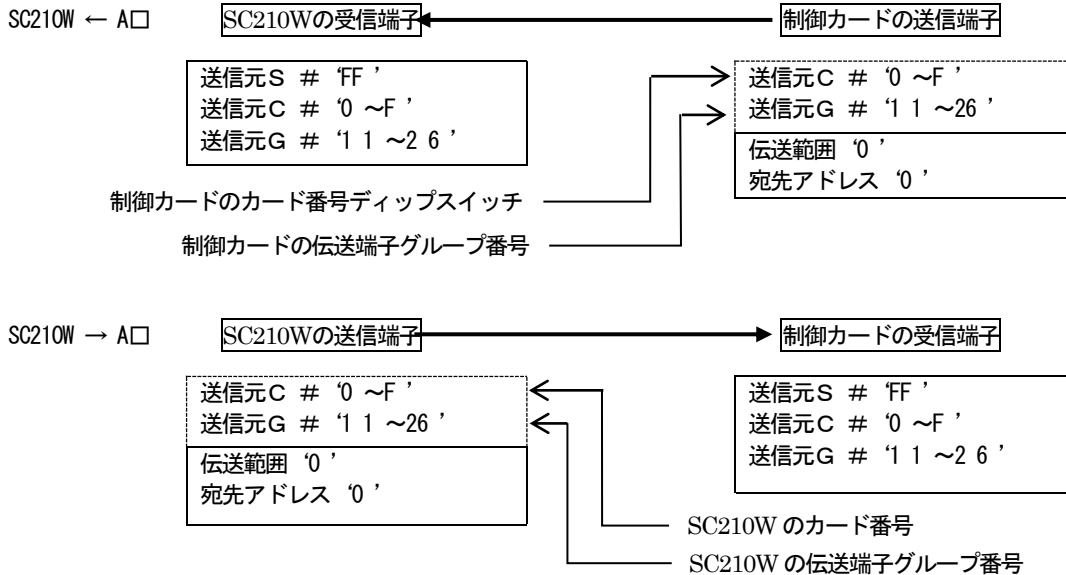 SC210W ← A□
SC210Wの受信端子
制御カードの送信端子
送信元S # ‘FF ’
送信元C # ‘0 ～F ’
送信元G # ‘1 1 ～2 6 ’
送信元C # ‘0 ～F ’
送信元G # ‘1 1 ～26 ’
伝送範囲 ‘0 ’
宛先アドレス ‘0 ’
制御カードのカード番号ディップスイッチ
制御カードの伝送端子グループ番号
SC210W → A□
SC210Wの送信端子
制御カードの受信端子
送信元C # ‘0 ～F ’
送信元G # ‘1 1 ～26 ’
伝送範囲 ‘0 ’
宛先アドレス ‘0 ’
送信元S # ‘FF ’
送信元C # ‘0 ～F ’
送信元G # ‘1 1 ～2 6 ’
SC210W のカード番号
SC210W の伝送端子グループ番号